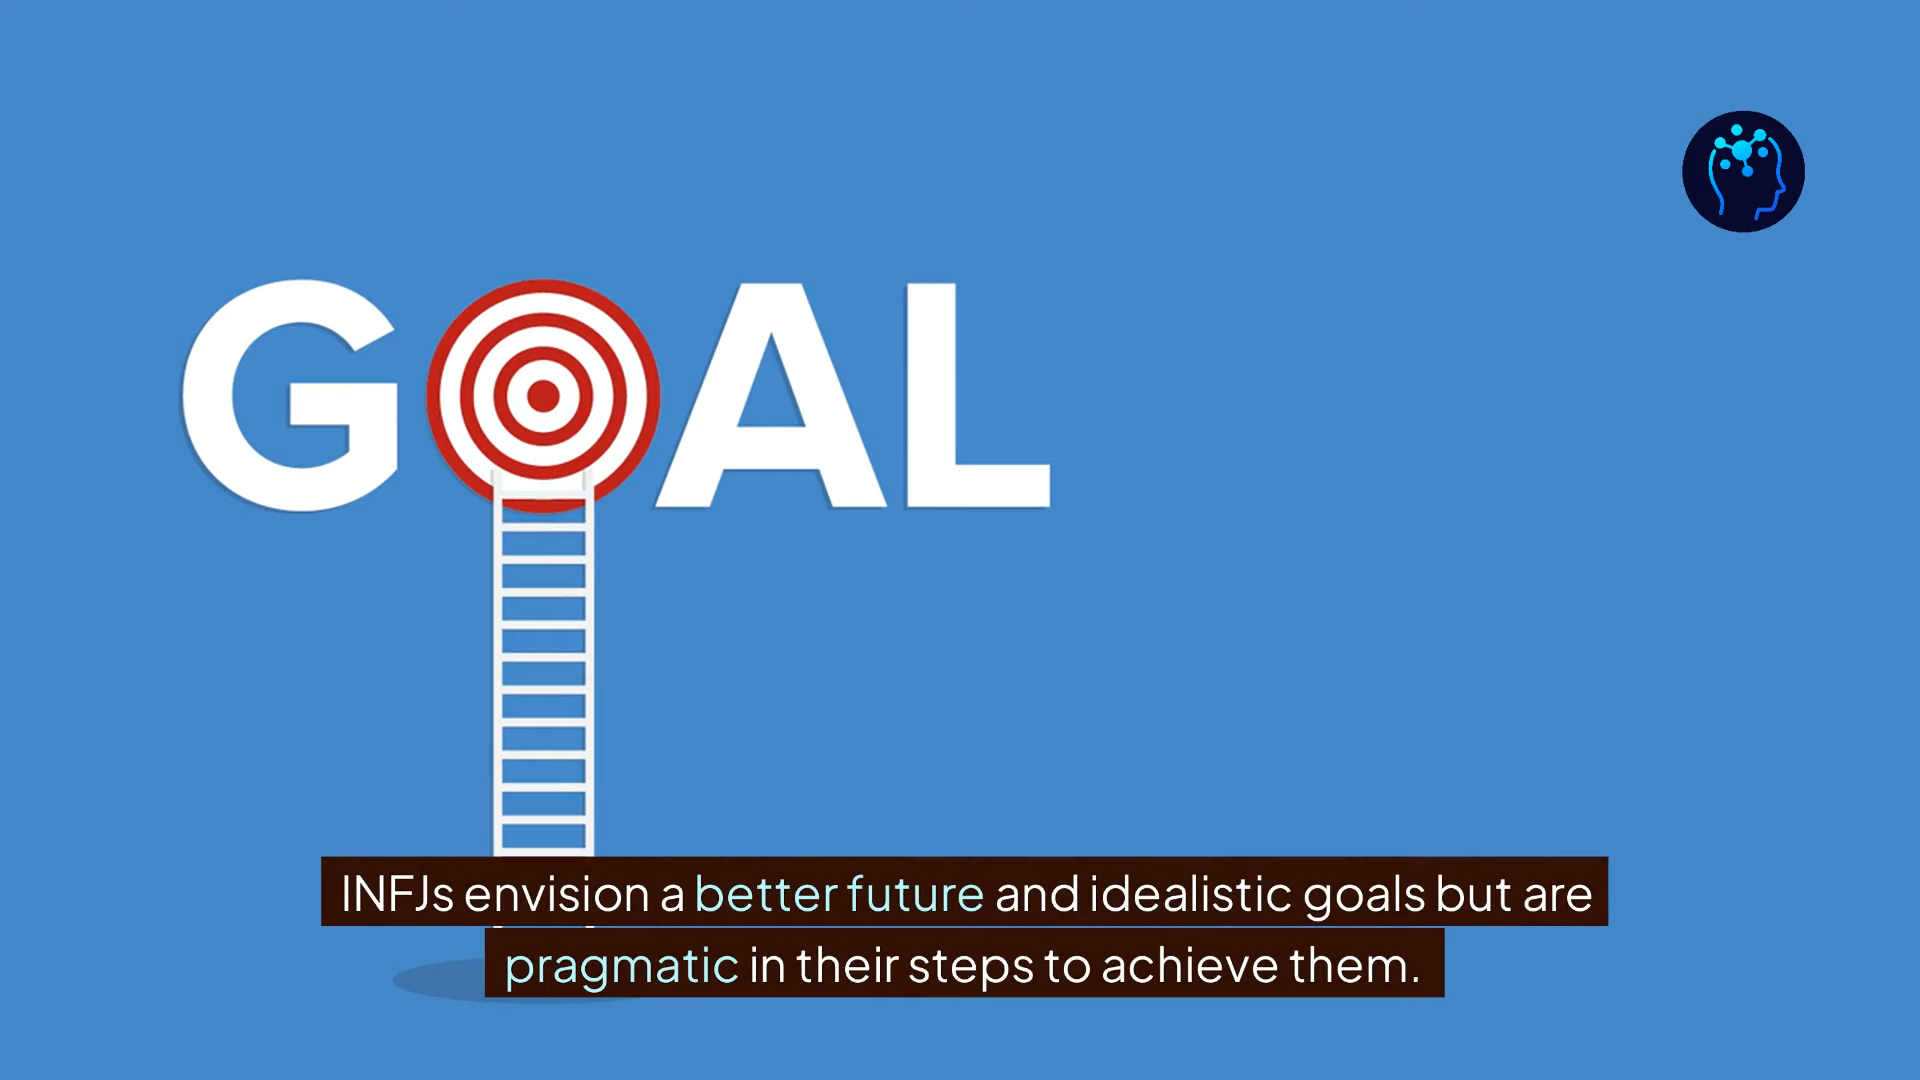 GOAL
INFJs envision a better future and idealistic goals but are
pragmatic in their steps to achieve them.